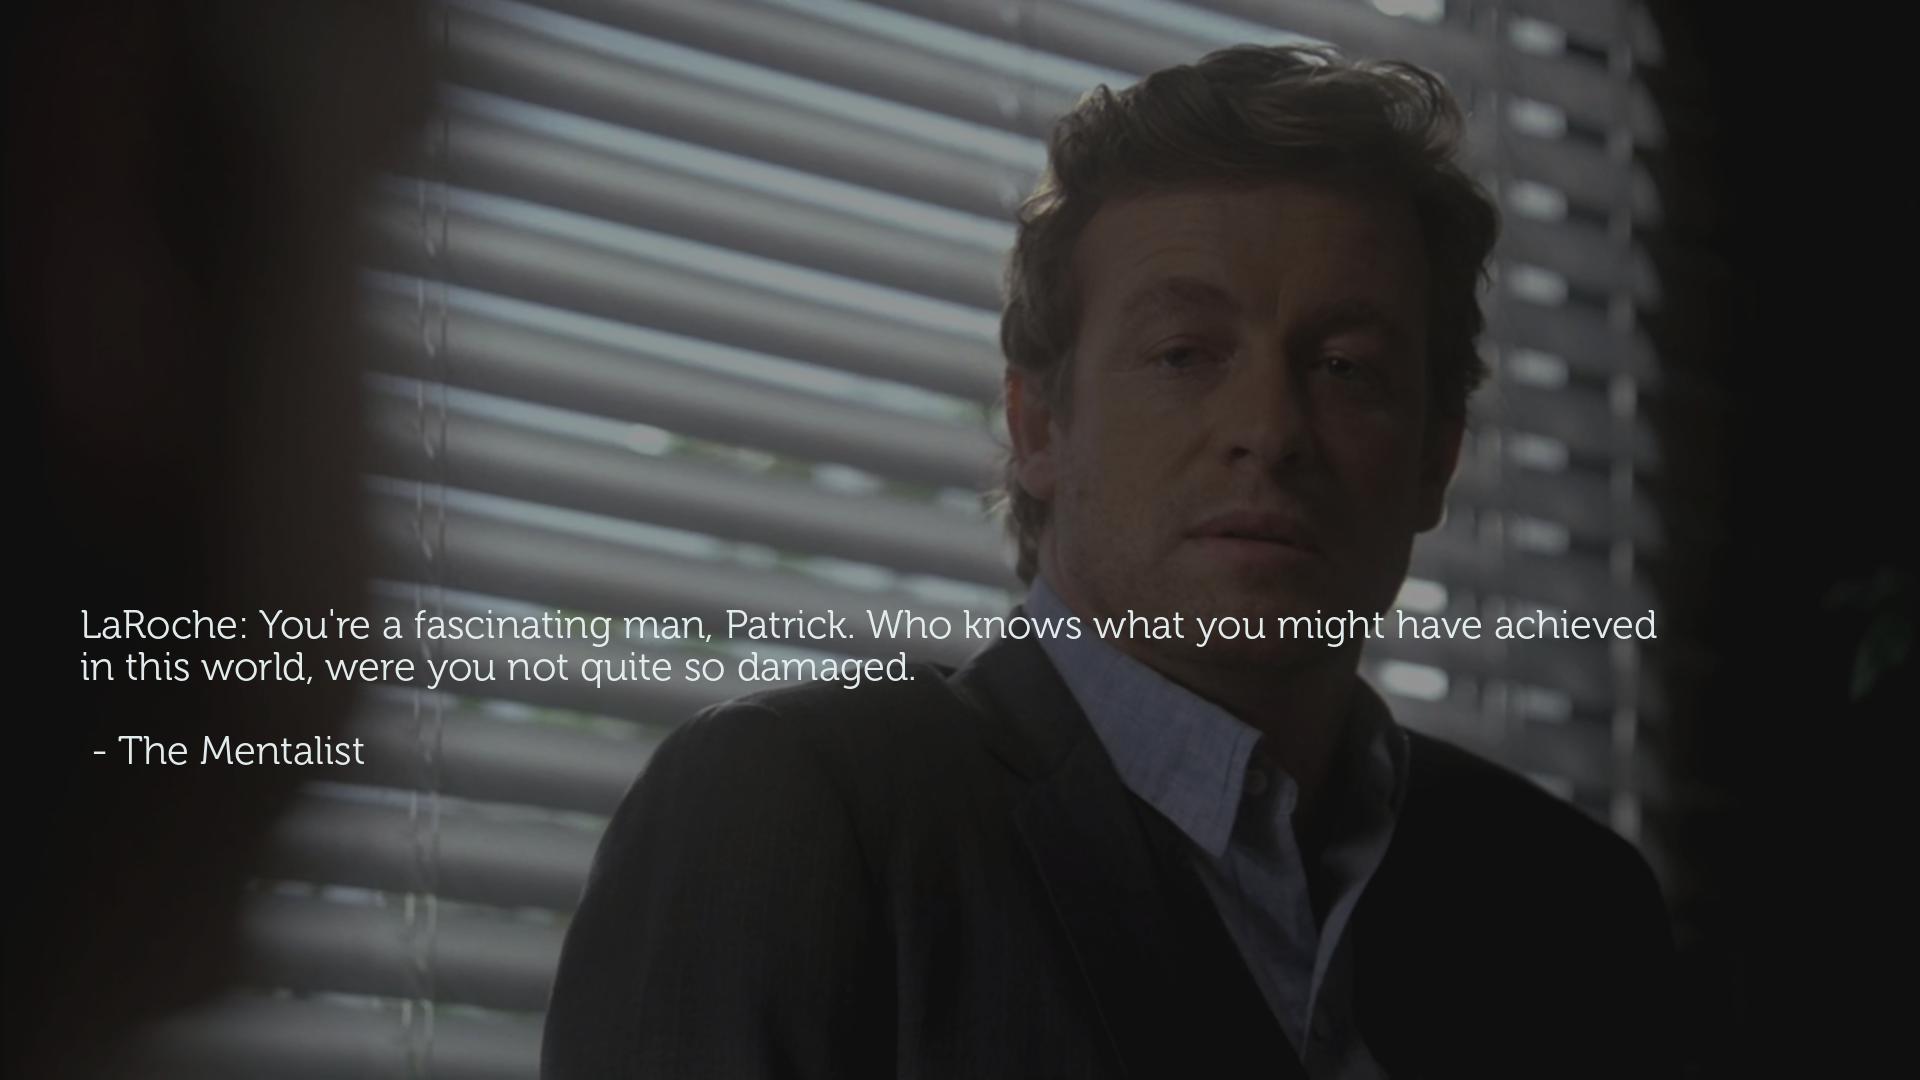 LaRoche: You're a fascinating man, Patrick. Who knows what you might have achieved
in this world, were you not quite so damaged.
- The Mentalist